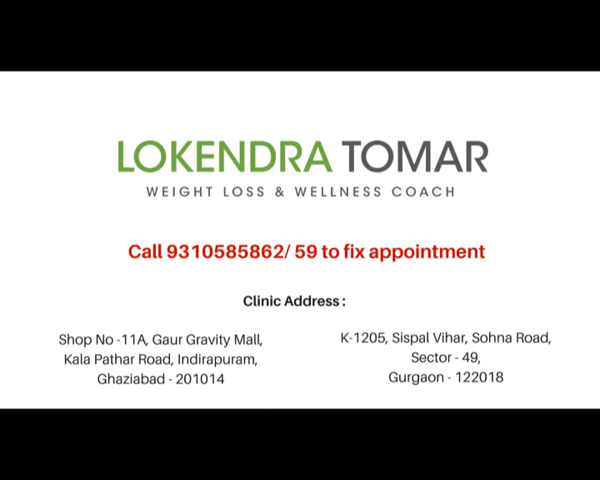 LOKENDRA TOMAR
WEIGHT LOSS & WELLNESS COACH
Call 9310585862/ 59 to fix appointment
Clinic Address :
Shop No -11A, Gaur Gravity Mall,
Kala Pathar Road, Indirapuram,
Ghaziabad - 201014
K-1205, Sispal Vihar, Sohna Road,
Sector - 49,
Gurgaon - 122018